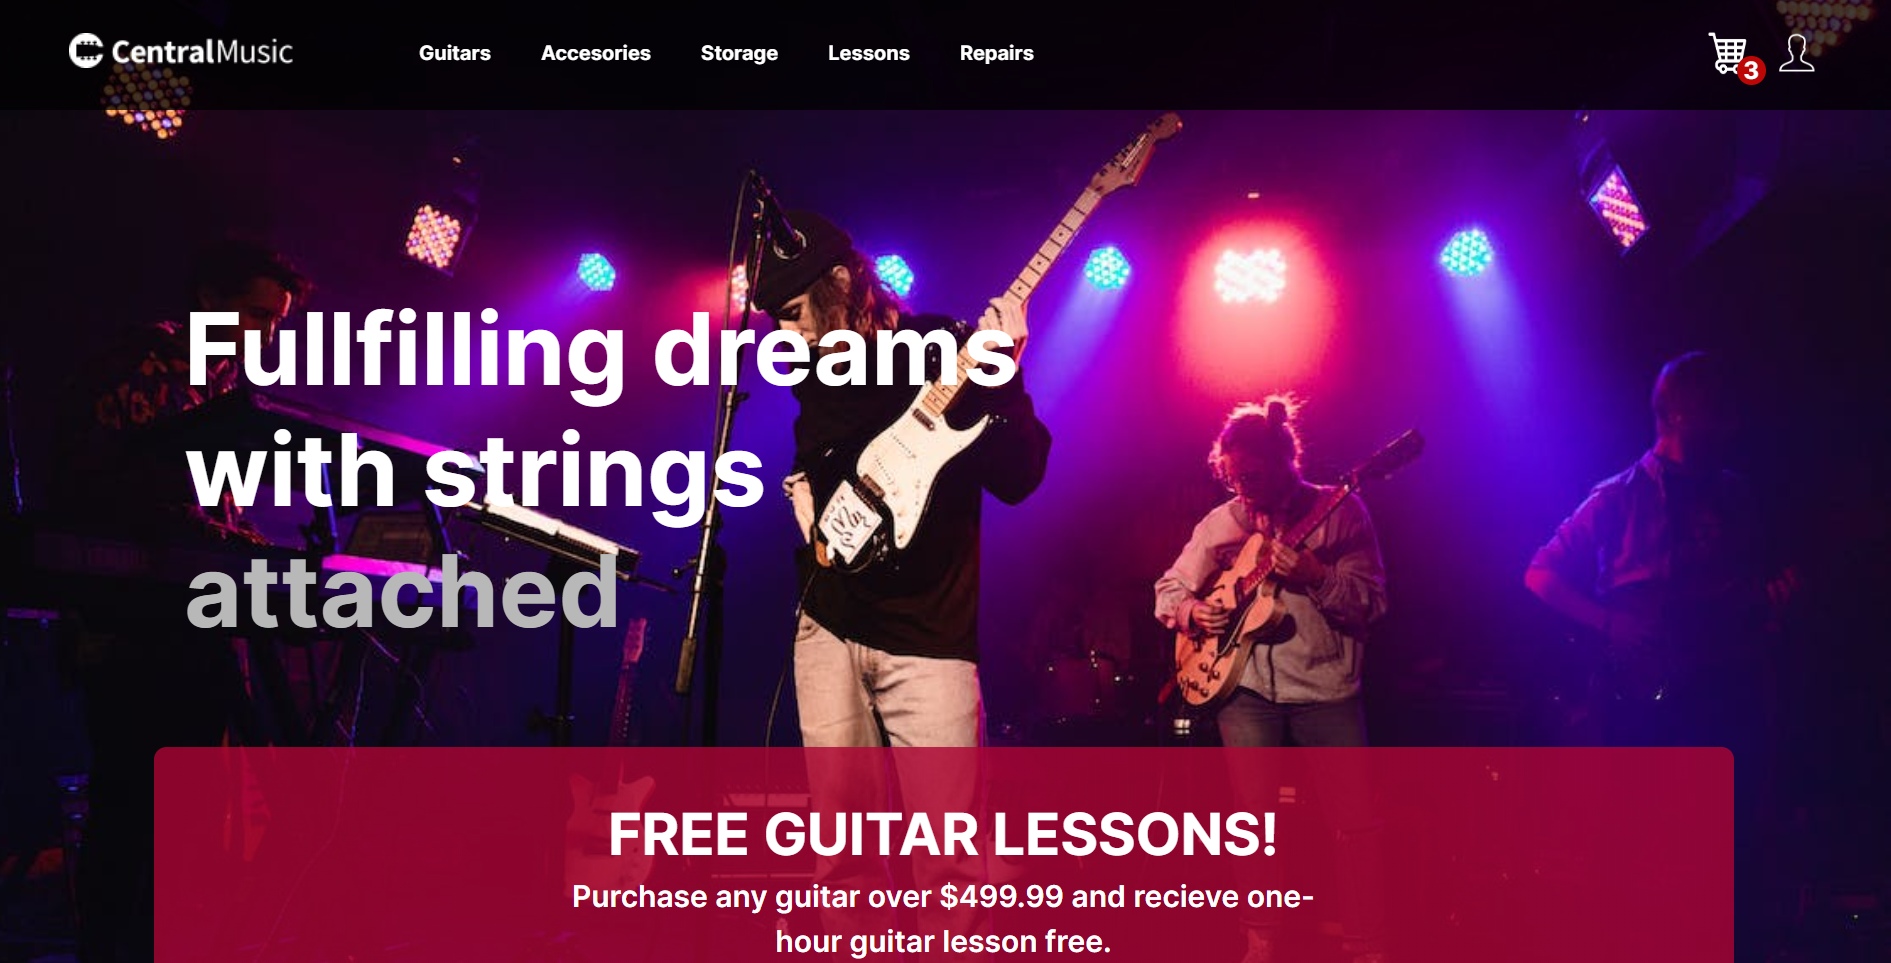 CentralMusic
Guitars Accesories Storage Lessons Repairs
3
Fullfilling dreams
with strings
attached
FREE GUITAR LESSONS!
Purchase any guitar over $499.99 and recieve one-
hour guitar lesson free.